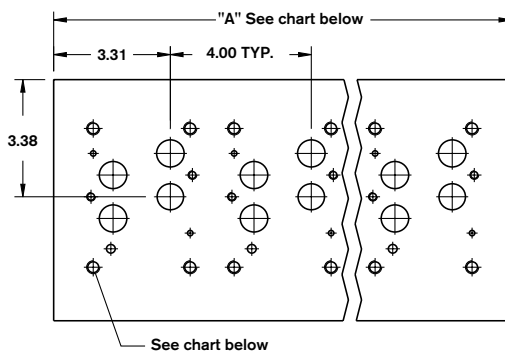 "A" See chart below
3.31
4.00 TYP.
3.38
See chart below